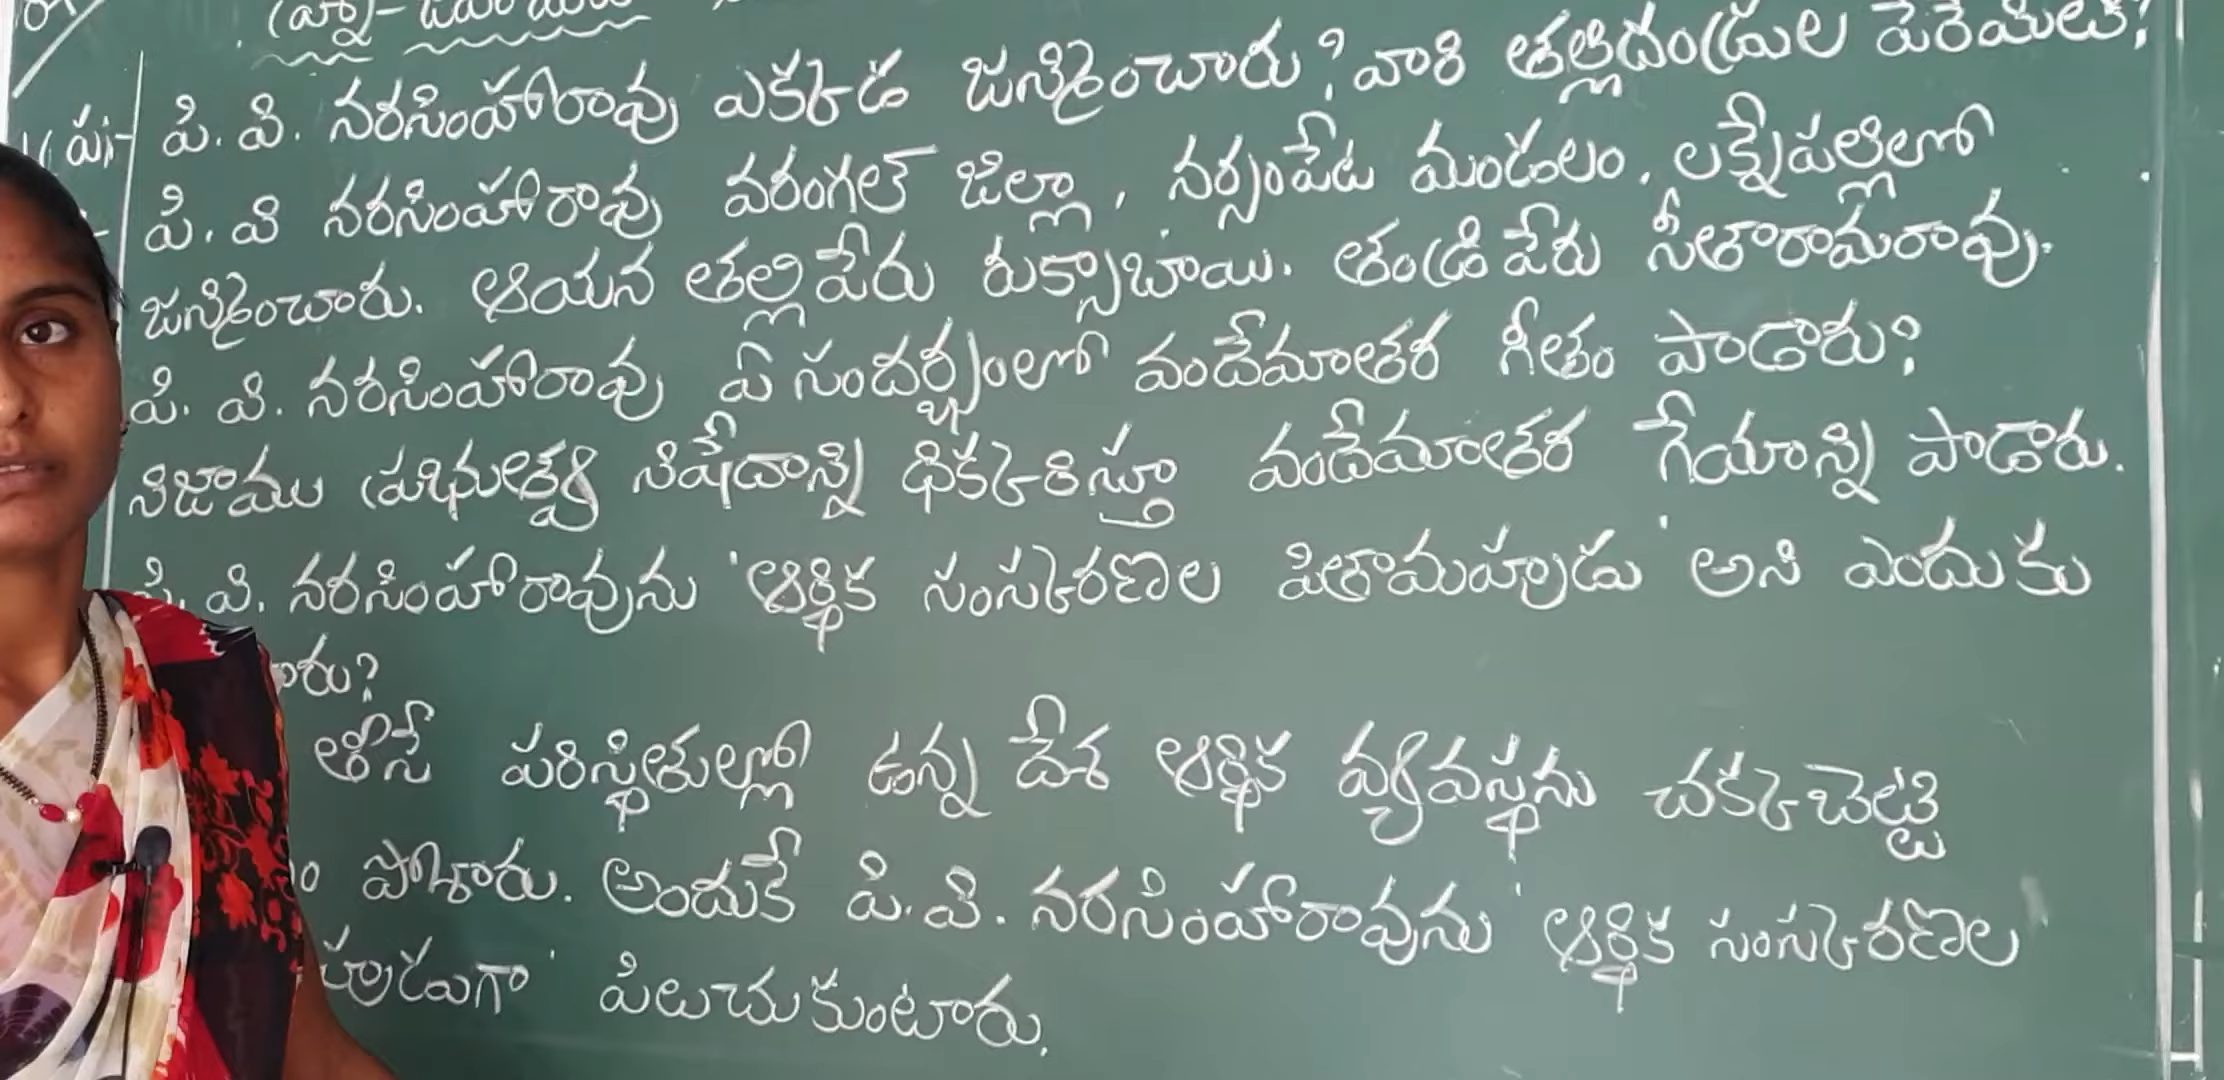 పి. వి. నరసింహారావు ఎక్కడ జన్మించారు? వారి తల్లిదండ్రుల పేరేమిటి?
పి. వి నరసింహారావు వరంగల్ జిల్లా, నర్సంపేట మండలం, లక్నేపల్లిలో
జన్మించారు. ఆయన తల్లి పేరు రుక్నాబాయి. తండ్రి పేరు సీతారామరావు.
పి. వి. నరసింహారావు ఏ సందర్భంలో వందేమాతర గీతం పాడారు?
నిజాము ప్రభుత్వ నిషేదాన్ని ధిక్కరిస్తూ వందేమాతర గేయాన్ని పాడారు.
పి. వి. నరసింహారావును 'ఆర్థిక సంస్కరణల పితామహుడు' అని ఎందుకు
పరిస్థితుల్లో ఉన్న దేశ ఆర్థిక వ్యవస్థను చక్కచెట్టి
పోశారు. అందుకే పి. వి. నరసింహారావును 'ఆర్థిక సంస్కరణల
పిలుచుకుంటారు.